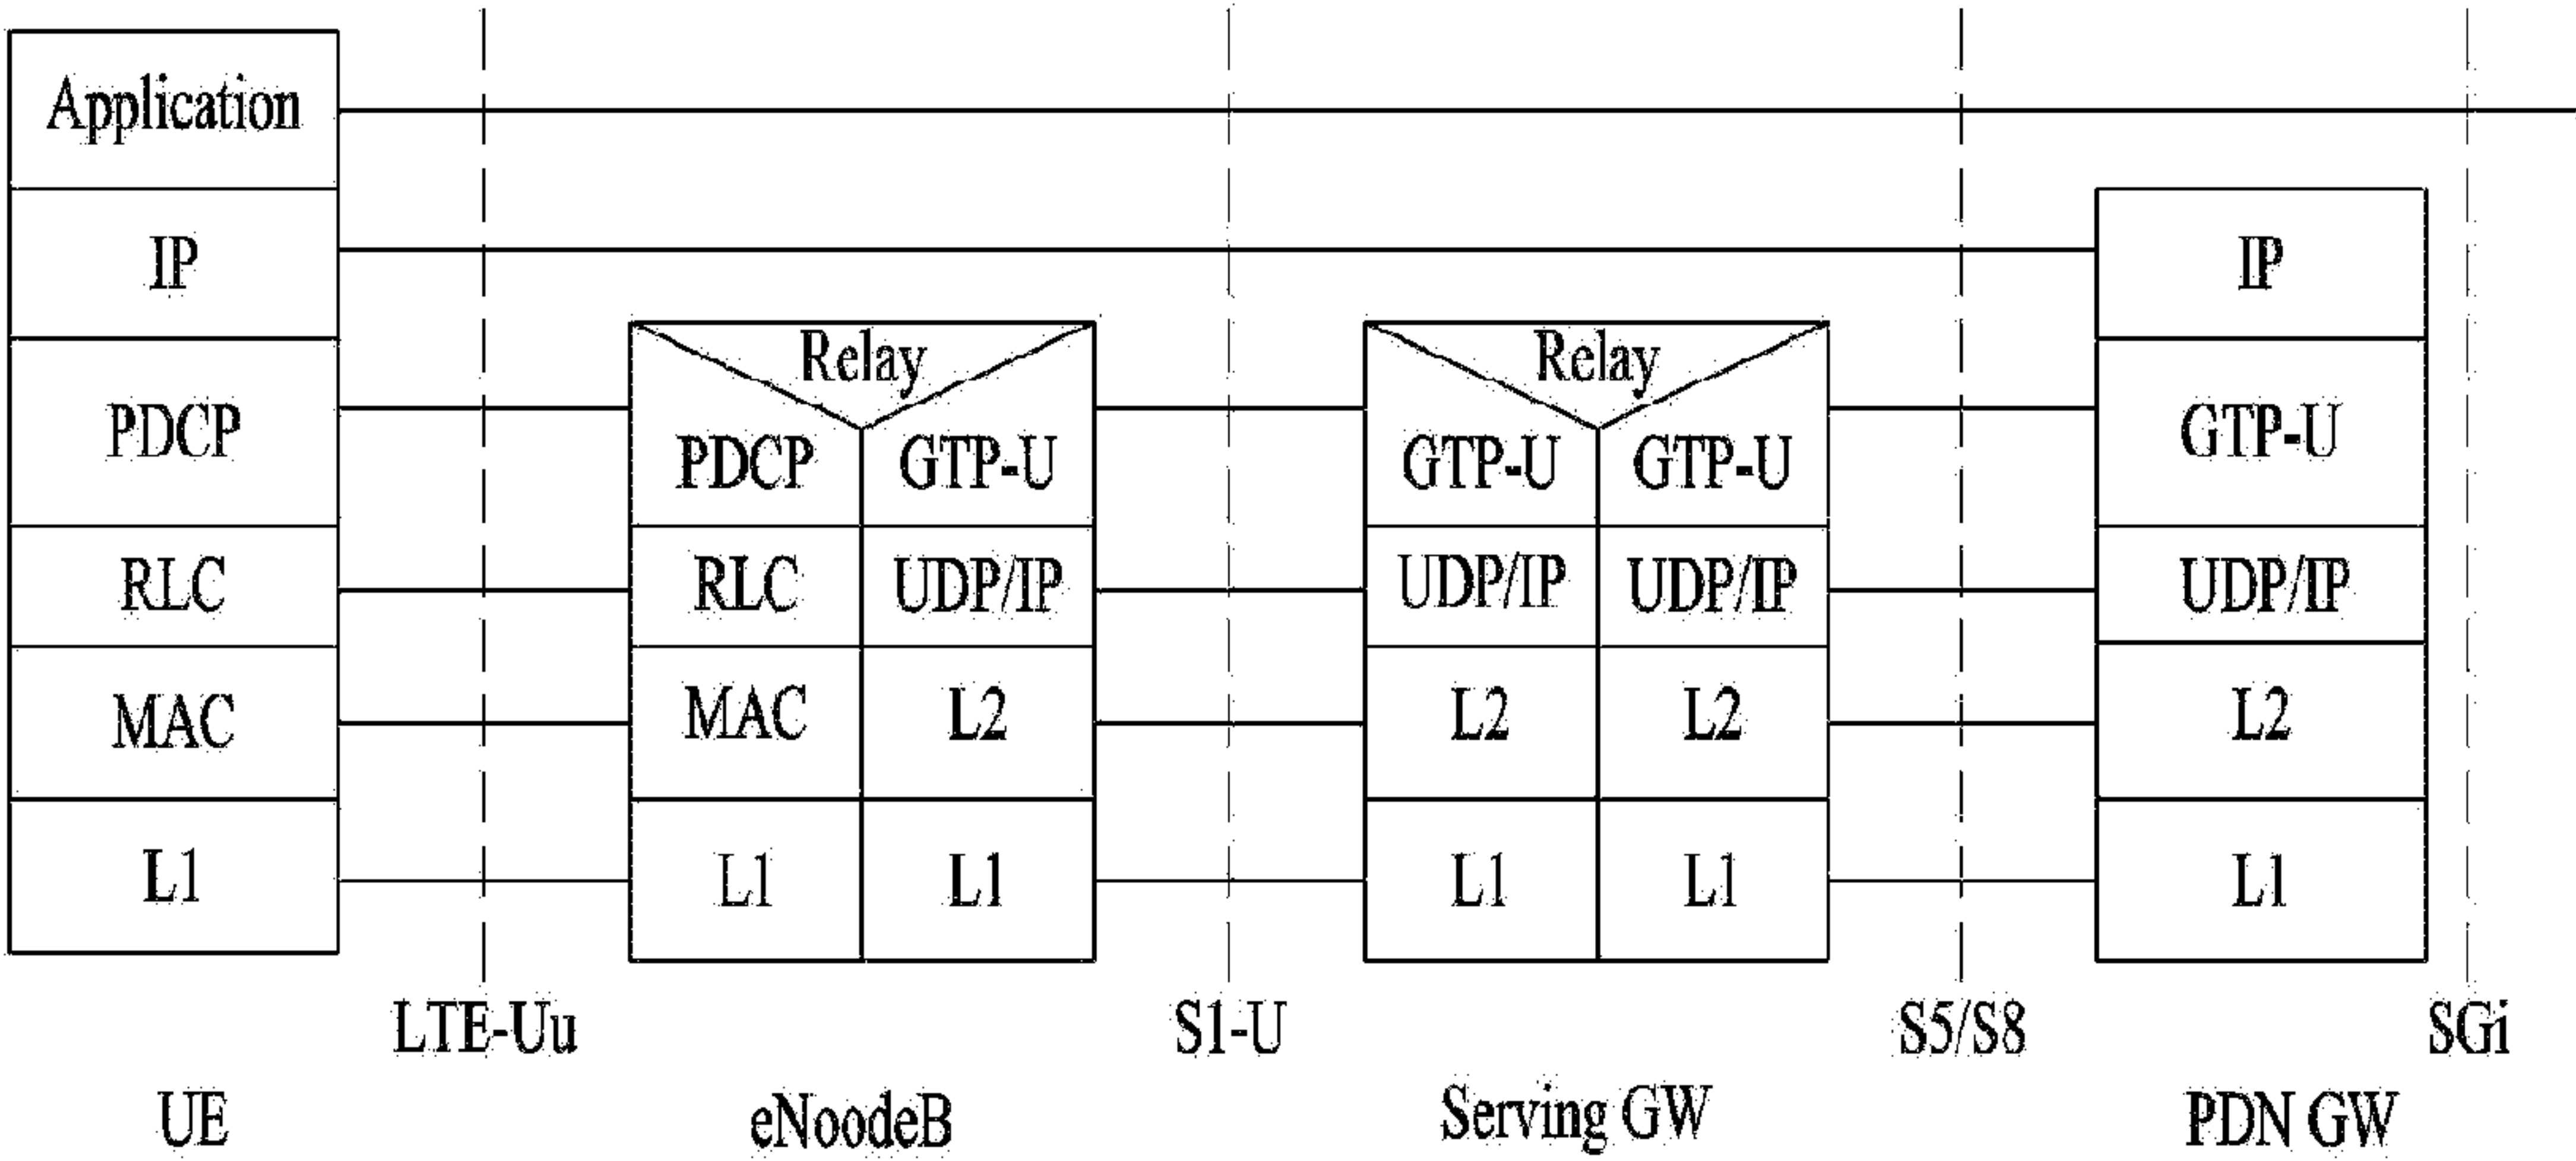 Application
IP
PDCP
RLC
MAC
L1
LTE-Uu
UE
Relay
PDCP GTP-U
RLC UDP/IP
MAC L2
L1 L1
eNoodeB
S1-U
Relay
GTP-U GTP-U
UDP/IP UDP/IP
L2 L2
L1 L1
Serving GW
S5/S8
IP
GTP-U
UDP/IP
L2
L1
PDN GW
SGi